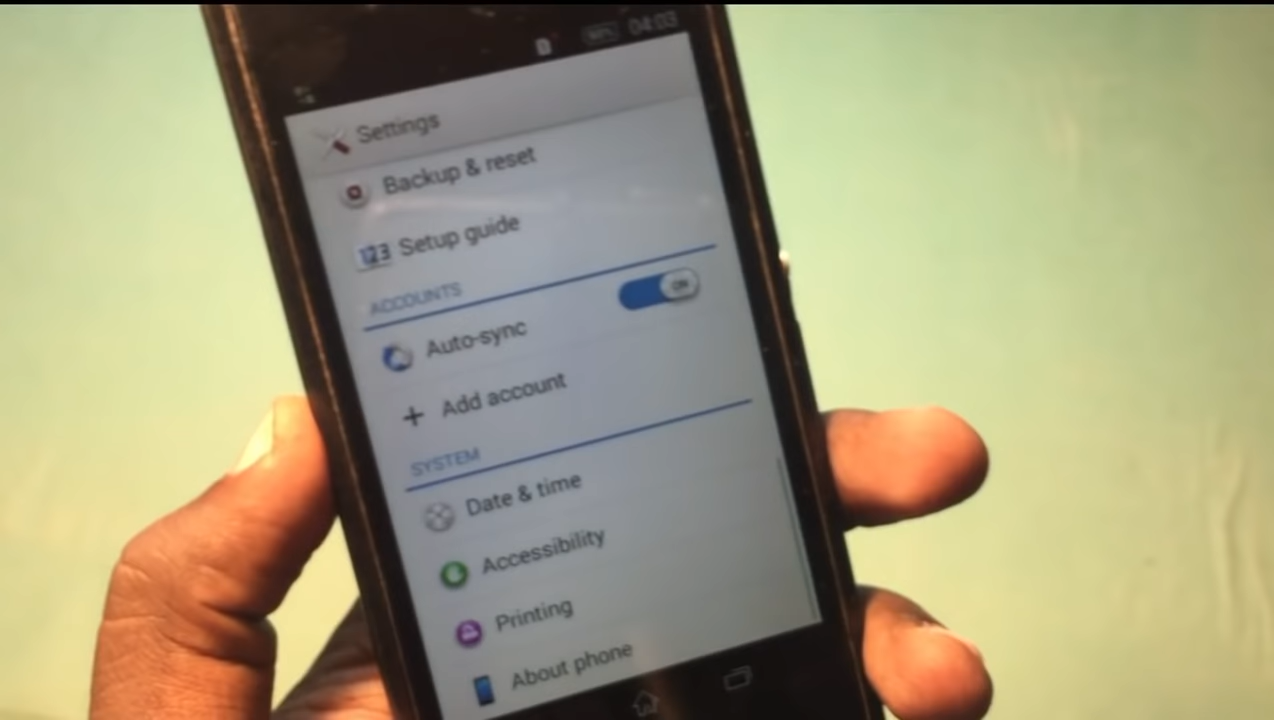 04:03
Settings
Backup & reset
123 Setup guide
ACCOUNTS
ON
Auto-sync
Add account
SYSTEM
Date & time
Accessibility
Printing
About phone